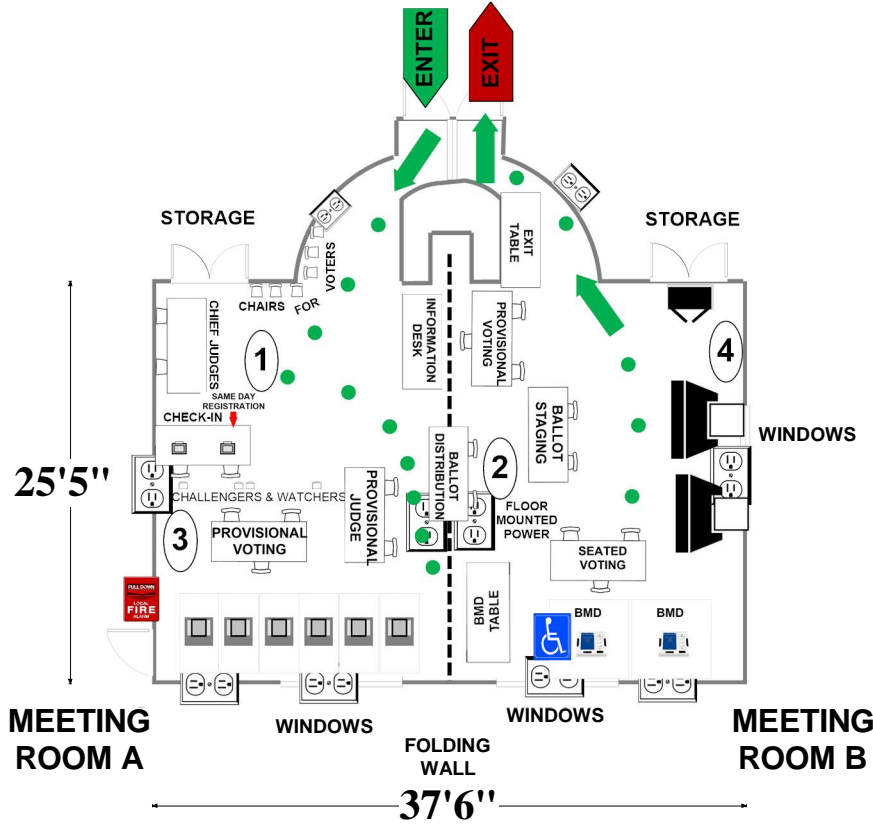 ENTER
EXIT
STORAGE
STORAGE
VOTERS
EXIT
TABLE
CHAIRS
FOR
CHIEF JUDGES
1
INFORMATION
DESK
PROVISIONAL
VOTING
4
SAME DAY
REGISTRATION
CHECK-IN
BALLOT
STAGING
WINDOWS
BALLOT
DISTRIBUTION
2
25'5"
CHALLENGERS & WATCHERS
PROVISIONAL
JUDGE
FLOOR
MOUNTED
POWER
3
PROVISIONAL
VOTING
SEATED
VOTING
PULL DOWN
LOCAL
FIRE
ALARM
BMD
TABLE
BMD
BMD
MEETING
ROOM A
WINDOWS
WINDOWS
MEETING
ROOM B
FOLDING
WALL
37'6"